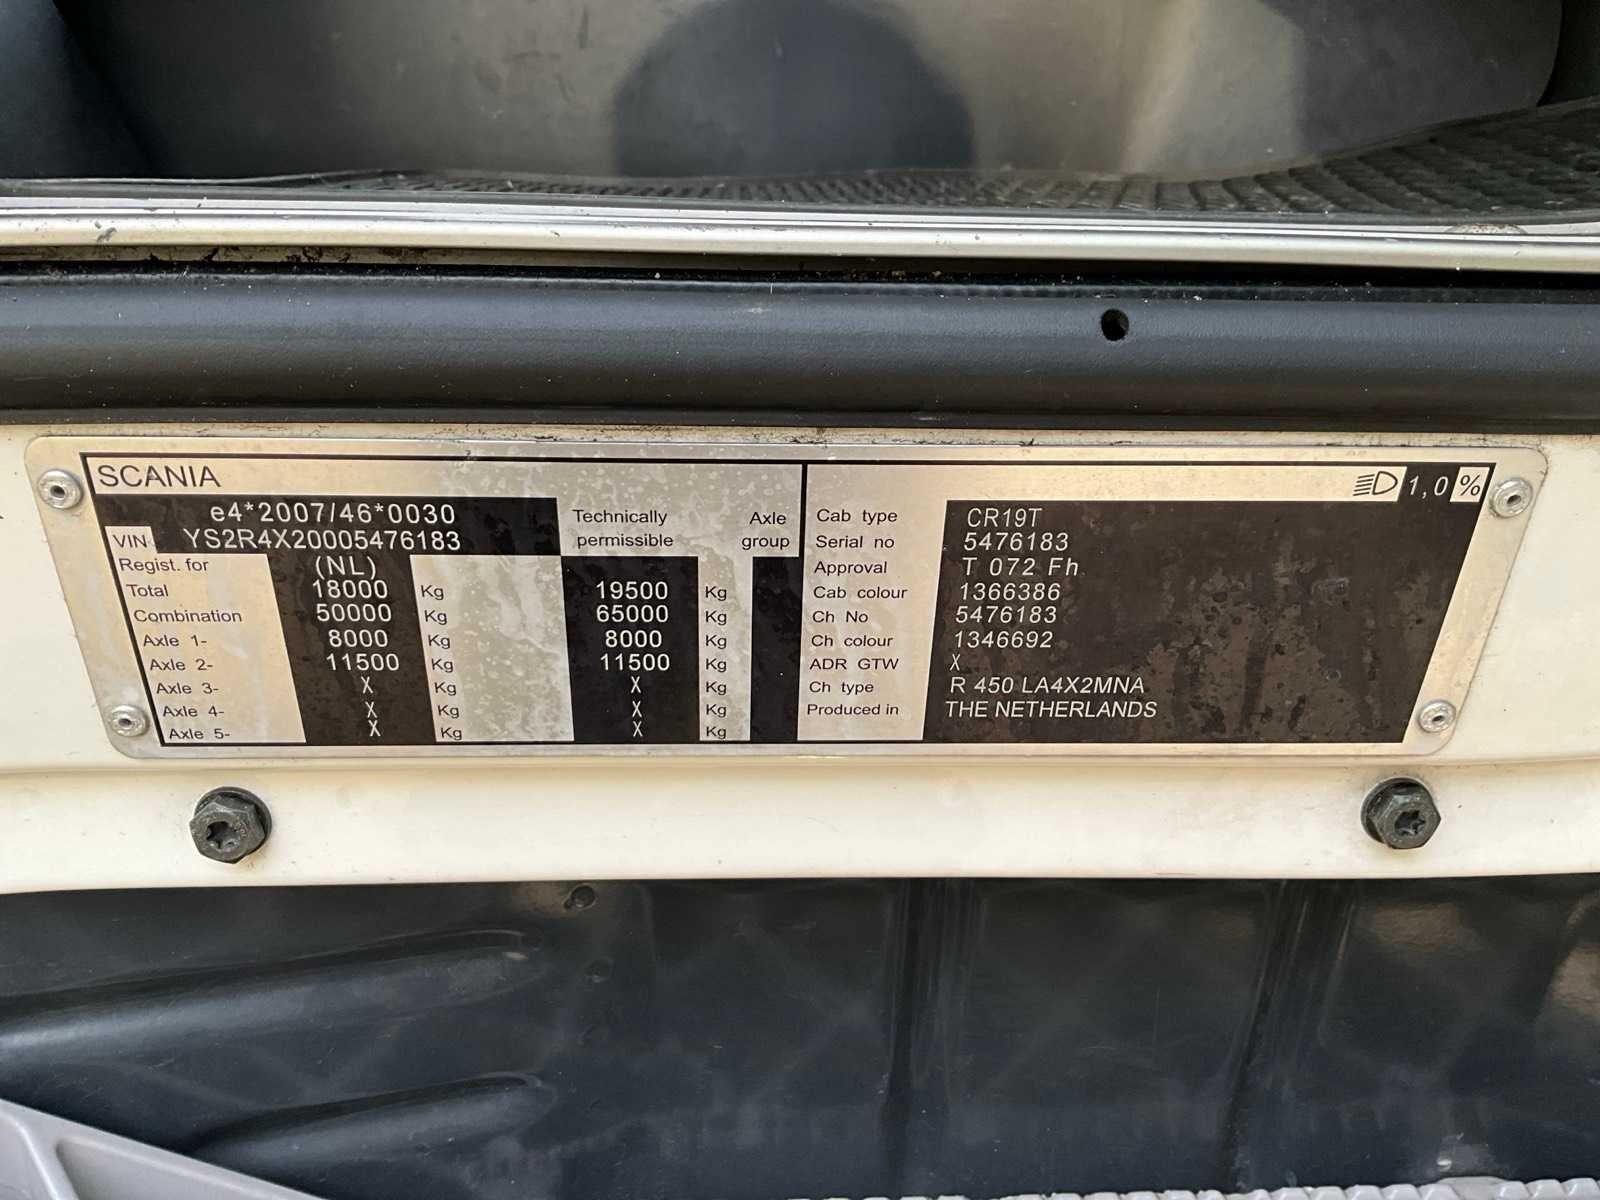 SCANIA
e4*2007/46*0030
VIN YS2R4X20005476183
Technically permissible
Axle group
Regist. for (NL)
Total 18000 Kg 19500 Kg
Combination 50000 Kg 65000 Kg
Axle 1- 8000 Kg 8000 Kg
Axle 2- 11500 Kg 11500 Kg
Axle 3- X Kg X Kg
Axle 4- X Kg X Kg
Axle 5- X Kg X Kg
1,0 %
Cab type CR19T
Serial no 5476183
Approval T 072 Fh
Cab colour 1366386
Ch No 5476183
Ch colour 1346692
ADR GTW X
Ch type R 450 LA4X2MNA
Produced in THE NETHERLANDS